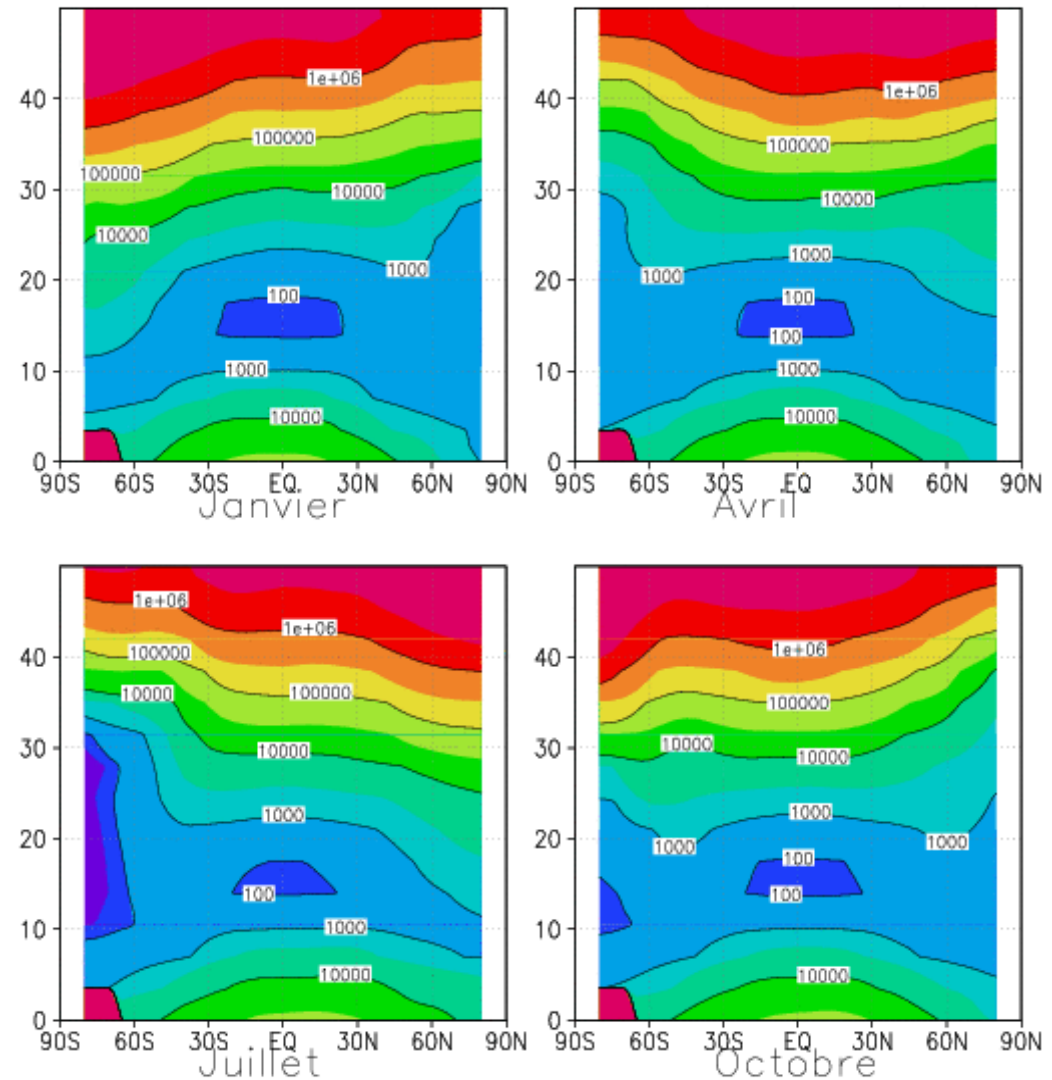 1e+06 1e+06
40 40
100000 100000
100000
30 10000 30 10000
10000
1000 1000 1000
20 20
100 100
100
10 1000 10 1000
10000 10000
0 0
90S 60S 30S EQ 30N 60N 90N 90S 60S 30S EQ 30N 60N 90N
Janvier Avril
1e+06
1e+06 1e+06
40 100000 40
10000 100000 100000
30 10000 30 10000 10000
1000 1000
20 20 1000 1000
100
100 100
10 1000 10
10000 10000
0 0
90S 60S 30S EQ 30N 60N 90N 90S 60S 30S EQ 30N 60N 90N
Juillet Octobre